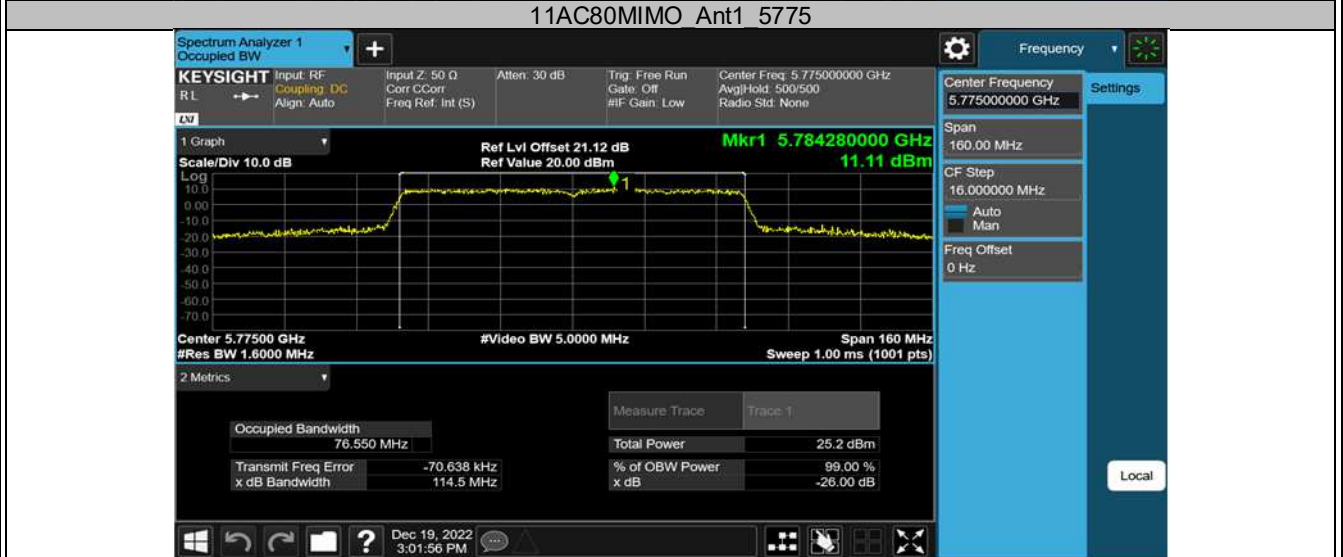 11AC80MIMO_Ant1_5775
Spectrum Analyzer 1
Occupied BW
+
Frequency
KEYSIGHT
RL
LXI
Input: RF
Coupling: DC
Align: Auto
Input Z: 50 Ω
Corr CCorr
Freq Ref: Int (S)
Atten: 30 dB
Trig: Free Run
Gate: Off
#IF Gain: Low
Center Freq: 5.775000000 GHz
Avg|Hold: 500/500
Radio Std: None
Center Frequency
5.775000000 GHz
Settings
Span
160.00 MHz
CF Step
16.000000 MHz
Auto
Man
Freq Offset
0 Hz
Local
1 Graph
Scale/Div 10.0 dB
Ref Lvl Offset 21.12 dB
Ref Value 20.00 dBm
Mkr1 5.784280000 GHz
11.11 dBm
Log
10.0
0.00
-10.0
-20.0
-30.0
-40.0
-50.0
-60.0
-70.0
1
Center 5.77500 GHz
#Res BW 1.6000 MHz
#Video BW 5.0000 MHz
Span 160 MHz
Sweep 1.00 ms (1001 pts)
2 Metrics
Measure Trace Trace 1
Occupied Bandwidth
76.550 MHz
Total Power 25.2 dBm
Transmit Freq Error -70.638 kHz
% of OBW Power 99.00 %
x dB Bandwidth 114.5 MHz
x dB -26.00 dB
?
Dec 19, 2022
3:01:56 PM